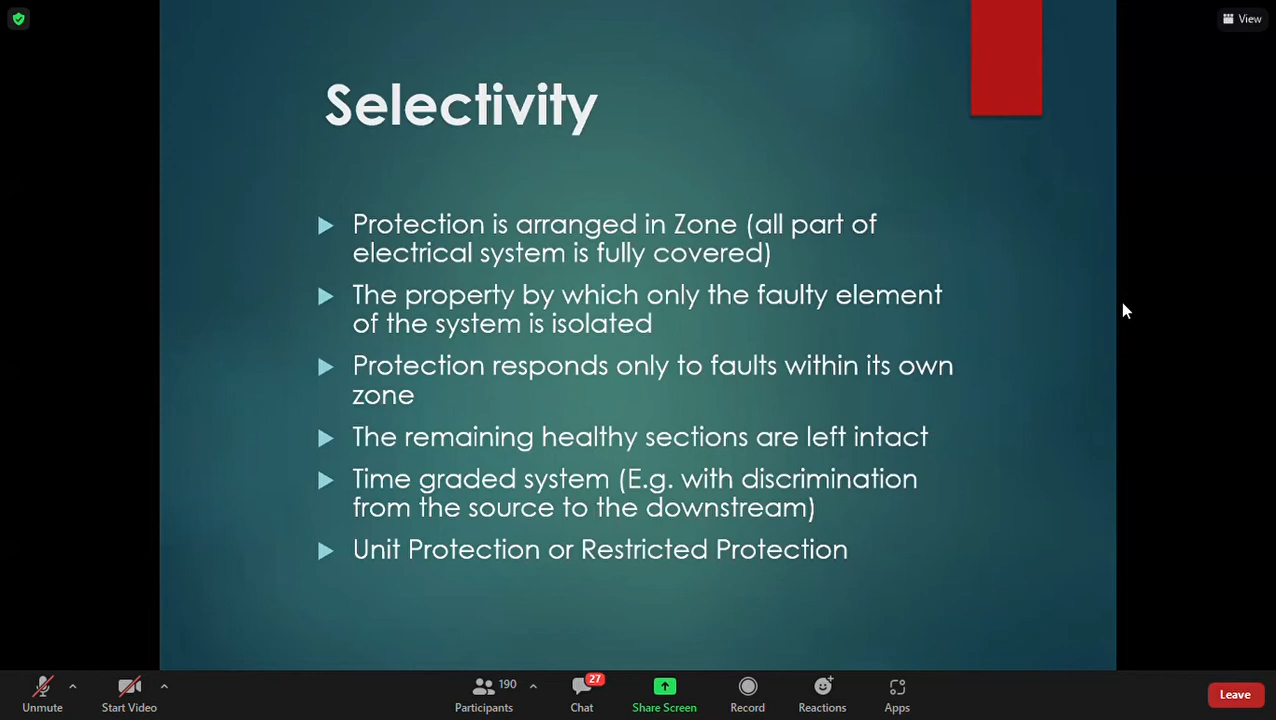 View
Selectivity
Protection is arranged in Zone (all part of
electrical system is fully covered)
The property by which only the faulty element
of the system is isolated
Protection responds only to faults within its own
zone
The remaining healthy sections are left intact
Time graded system (E.g. with discrimination
from the source to the downstream)
Unit Protection or Restricted Protection
Unmute Start Video 190 Participants 27 Chat Share Screen Record Reactions Apps Leave